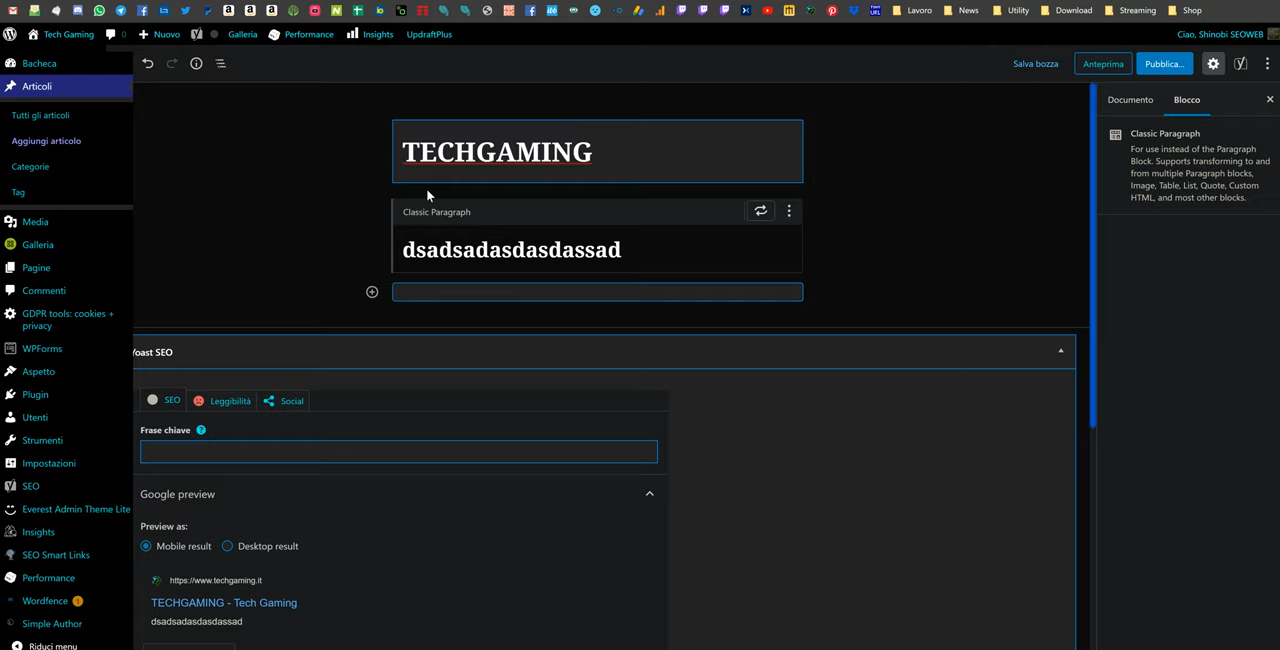 Lavoro News Utility Download Streaming Shop
Tech Gaming 0 Nuovo Galleria Performance Insights UpdraftPlus Ciao, Shinobi SEOWEB
Bacheca
Articoli
Tutti gli articoli
Aggiungi articolo
Categorie
Tag
Media
Galleria
Pagine
Commenti
GDPR tools: cookies +
privacy
WPForms
Aspetto
Plugin
Utenti
Strumenti
Impostazioni
SEO
Everest Admin Theme Lite
Insights
SEO Smart Links
Performance
Wordfence 1
Simple Author
Riduci menu
Salva bozza Anteprima Pubblica...
TECHGAMING
Classic Paragraph
dsadsadasdasdassad
Yoast SEO
SEO Leggibilità Social
Frase chiave ?
Google preview
Preview as:
Mobile result Desktop result
https://www.techgaming.it
TECHGAMING - Tech Gaming
dsadsadasdasdassad
Documento Blocco
Classic Paragraph
For use instead of the Paragraph
Block. Supports transforming to and
from multiple Paragraph blocks,
Image, Table, List, Quote, Custom
HTML, and most other blocks.